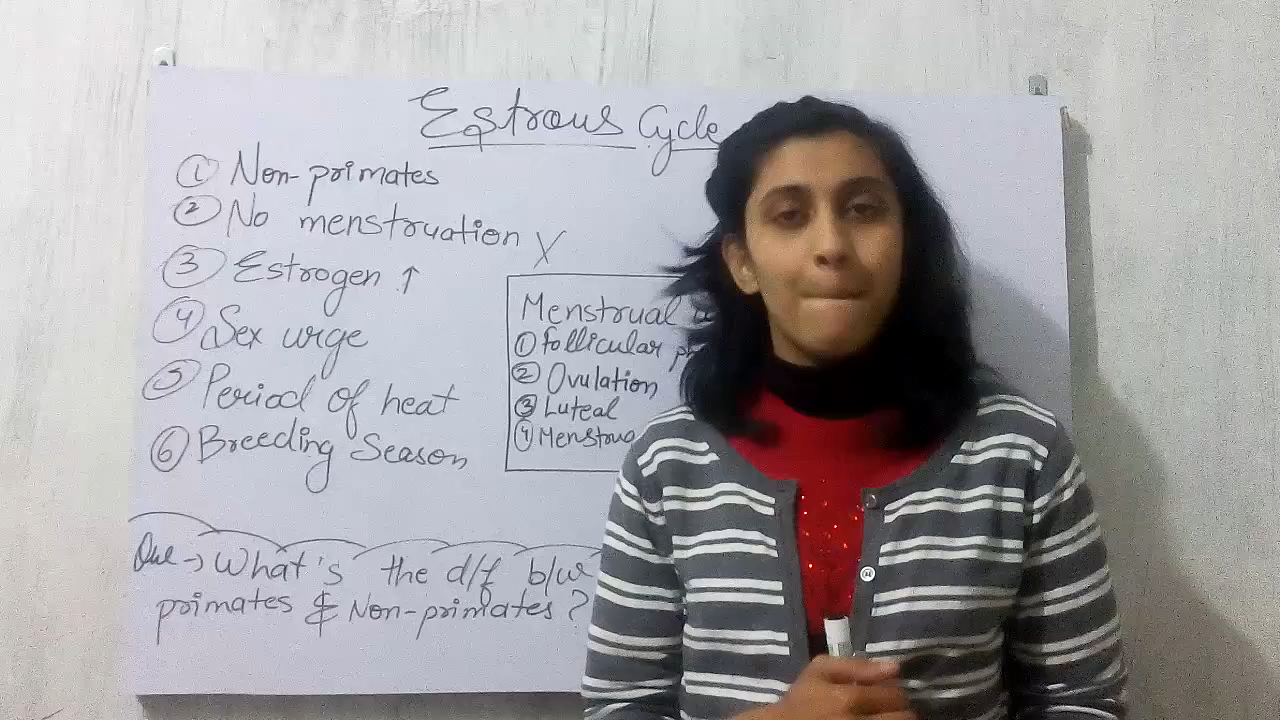 Estrous Cycle
① Non-primates
② No menstruation X
③ Estrogen ↑
④ Sex urge
⑤ Period of heat
⑥ Breeding Season
Menstrual
① Follicular
② Ovulation
③ Luteal
④ Menstrua
Que → What's the d/f b/w
primates & Non-primates ?